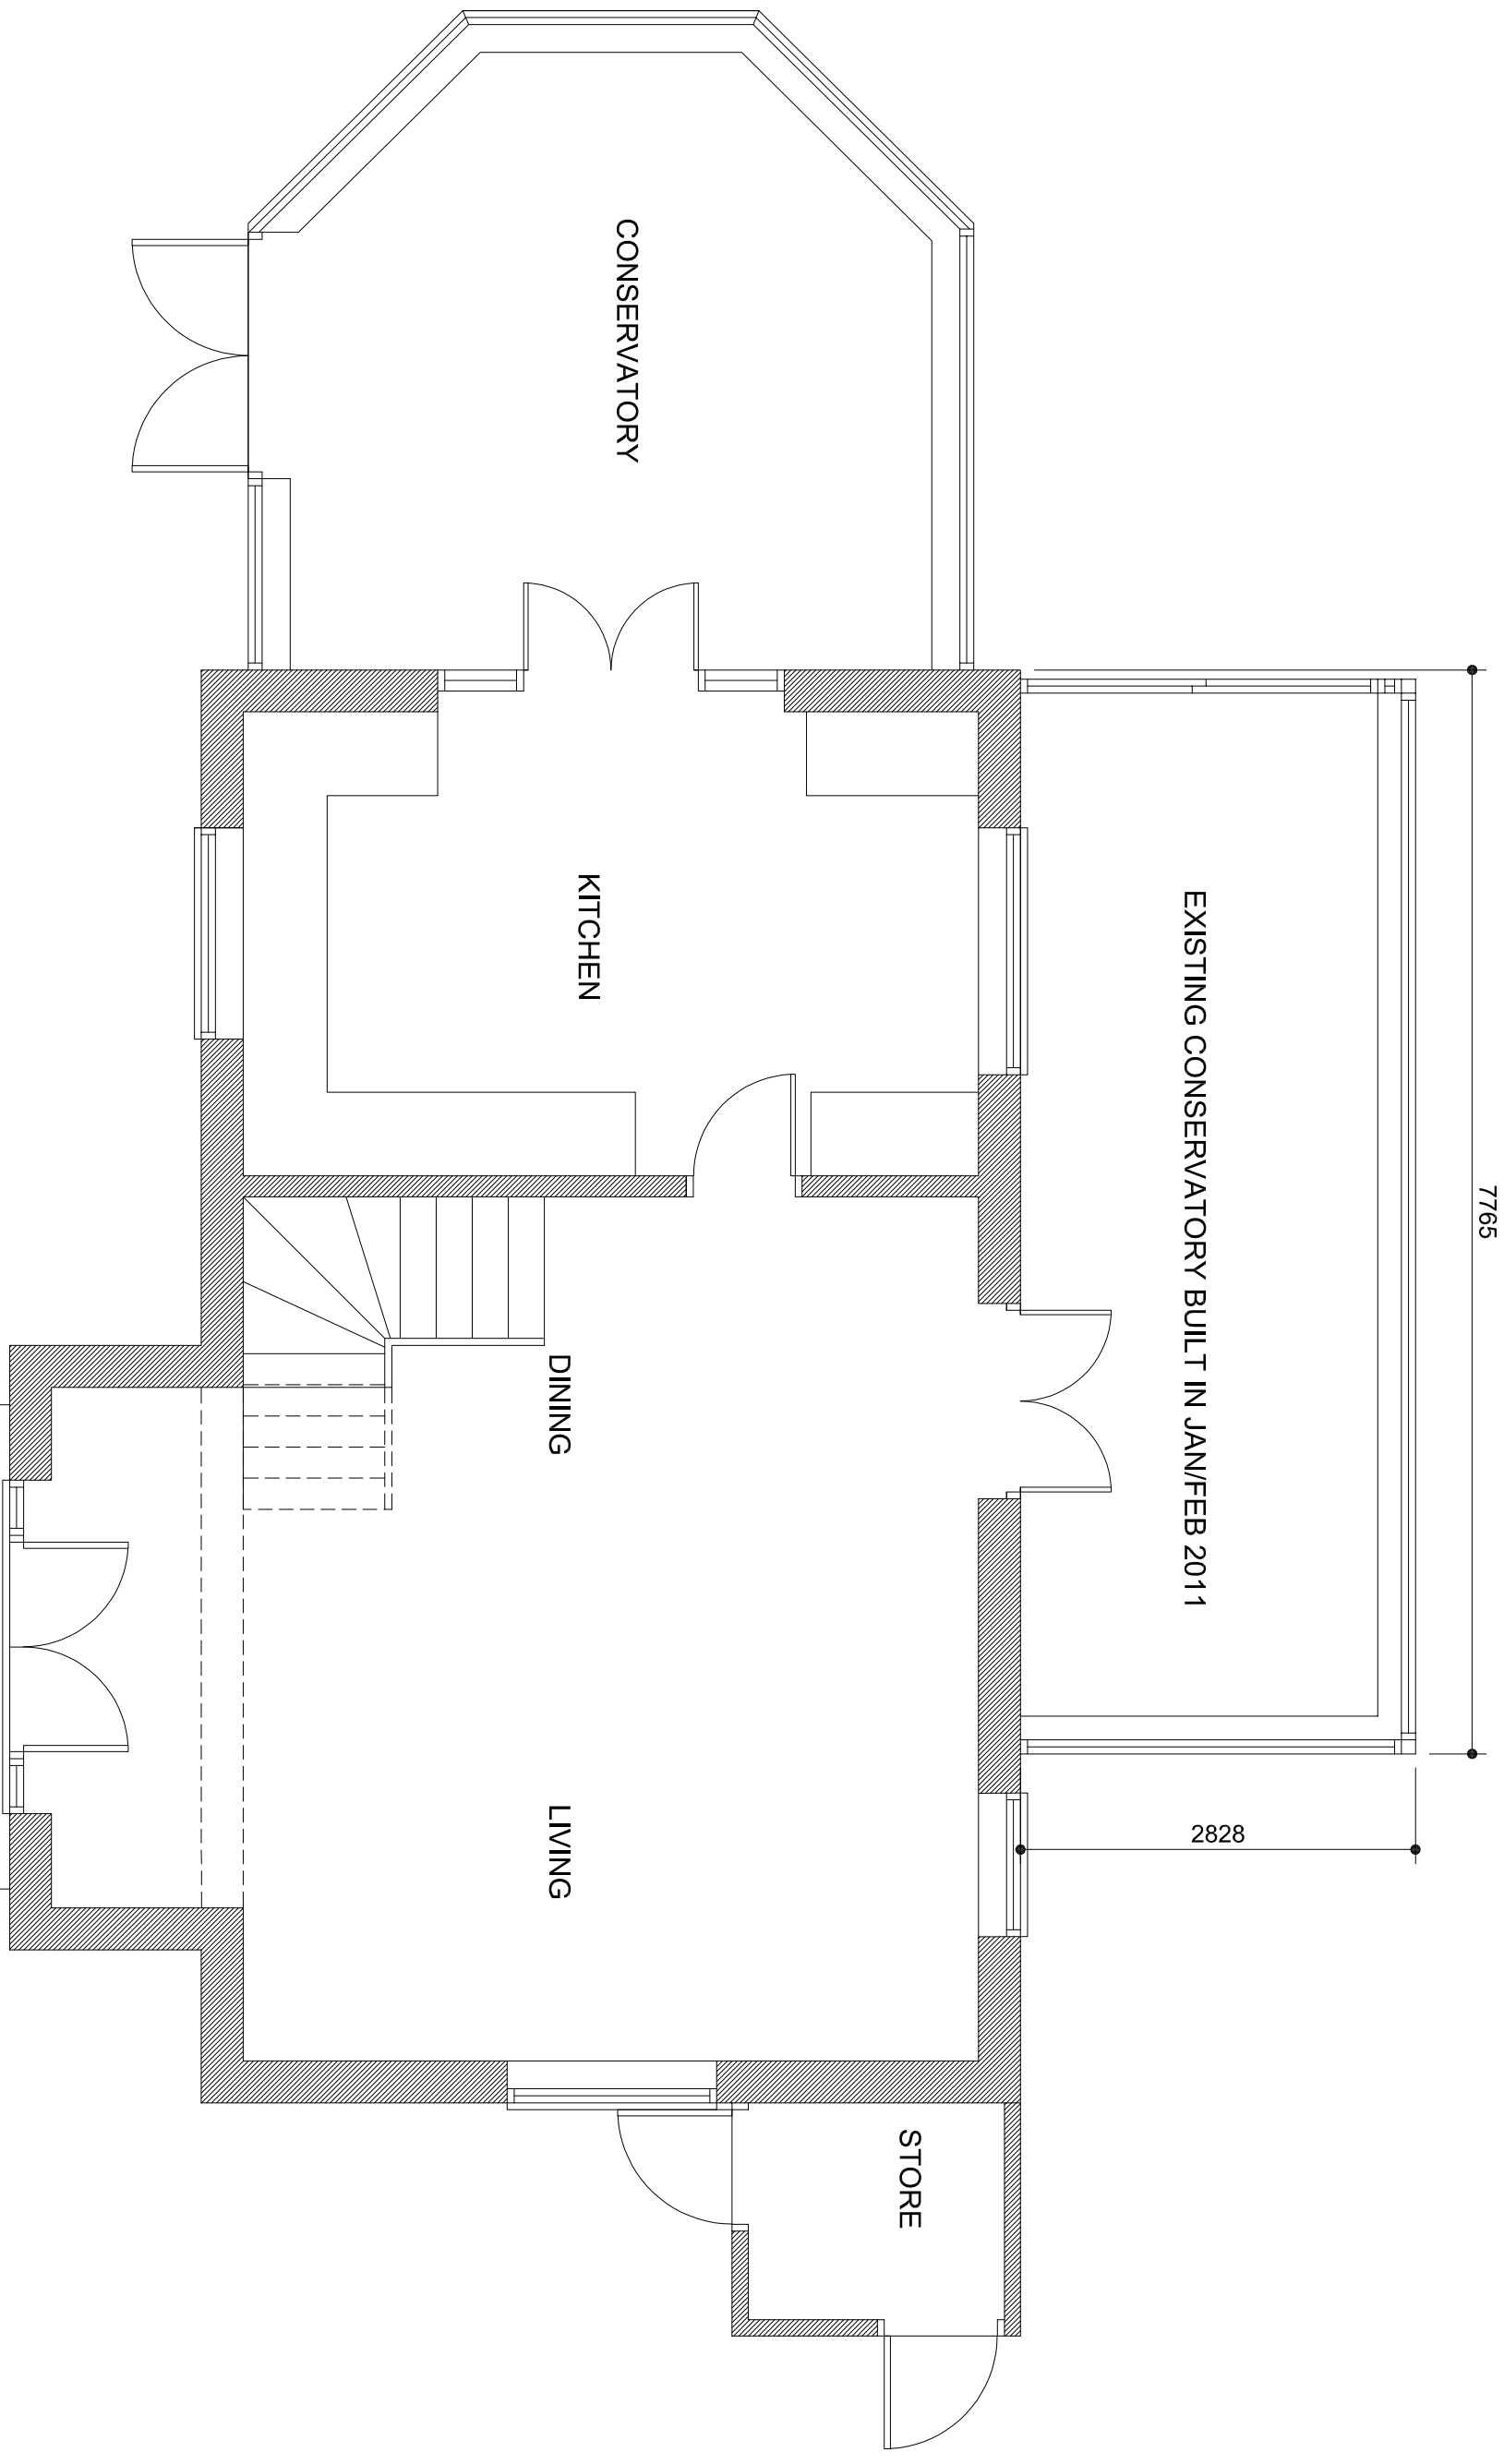 CONSERVATORY
KITCHEN
EXISTING CONSERVATORY BUILT IN JAN/FEB 2011
7765
DINING
LIVING
2828
STORE